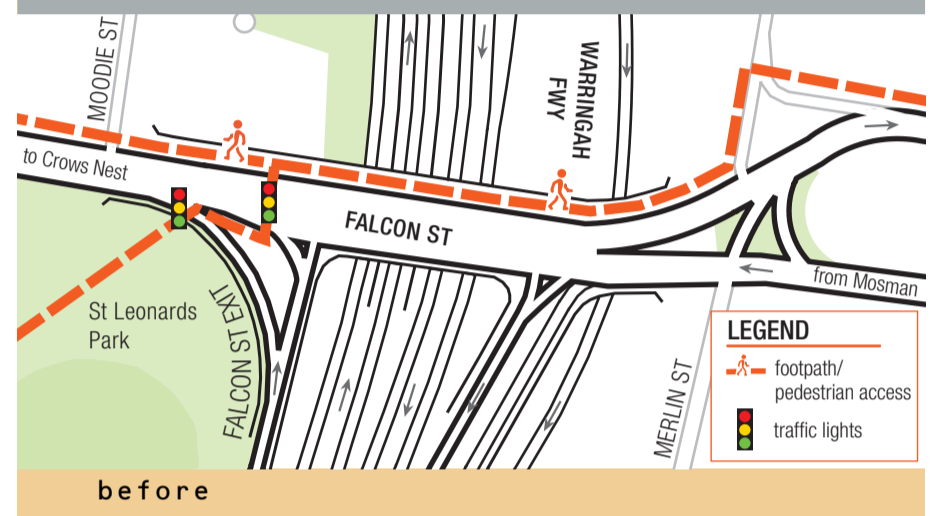 MOODIE ST
WARRINGAH
FWY
to Crows Nest
FALCON ST
from Mosman
St Leonards
Park
FALCON ST EXIT
MERLIN ST
LEGEND
footpath/
pedestrian access
traffic lights
before